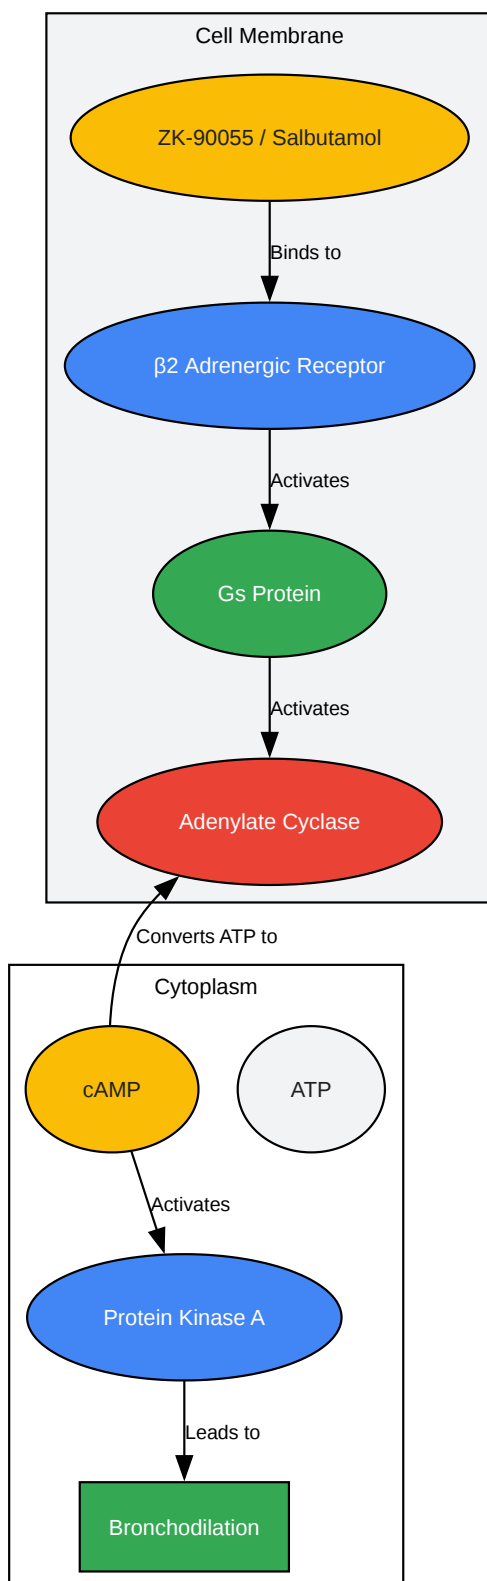 Cell Membrane
ZK-90055 / Salbutamol
Binds to
β2 Adrenergic Receptor
Activates
Gs Protein
Activates
Adenylate Cyclase
Converts ATP to
Cytoplasm
cAMP
ATP
Activates
Protein Kinase A
Leads to
Bronchodilation